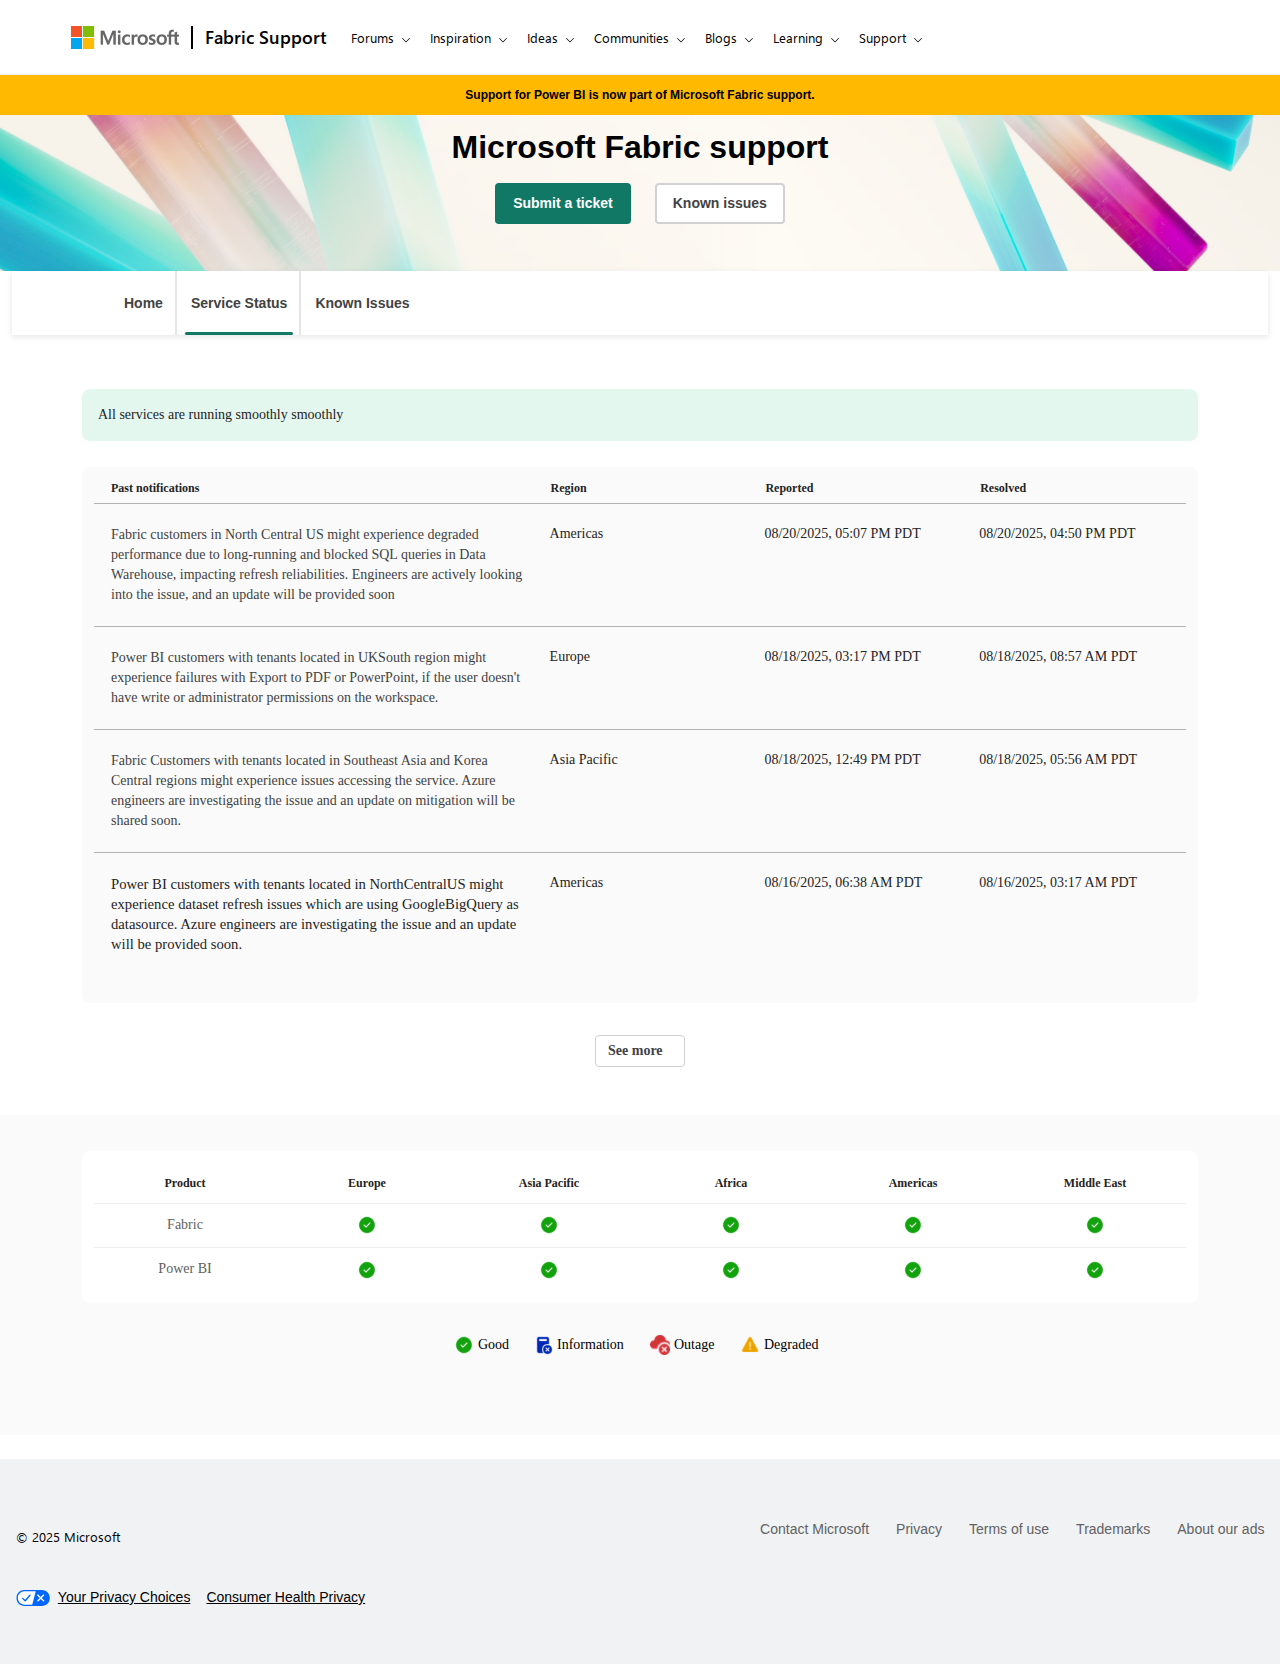 Microsoft Fabric Support Forums Inspiration Ideas Communities Blogs Learning Support
Support for Power BI is now part of Microsoft Fabric support.
Microsoft Fabric support
Submit a ticket Known issues
Home Service Status Known Issues
All services are running smoothly smoothly
Past notifications Region Reported Resolved
Fabric customers in North Central US might experience degraded Americas 08/20/2025, 05:07 PM PDT 08/20/2025, 04:50 PM PDT
performance due to long-running and blocked SQL queries in Data
Warehouse, impacting refresh reliabilities. Engineers are actively looking
into the issue, and an update will be provided soon
Power BI customers with tenants located in UKSouth region might Europe 08/18/2025, 03:17 PM PDT 08/18/2025, 08:57 AM PDT
experience failures with Export to PDF or PowerPoint, if the user doesn't
have write or administrator permissions on the workspace.
Fabric Customers with tenants located in Southeast Asia and Korea Asia Pacific 08/18/2025, 12:49 PM PDT 08/18/2025, 05:56 AM PDT
Central regions might experience issues accessing the service. Azure
engineers are investigating the issue and an update on mitigation will be
shared soon.
Power BI customers with tenants located in NorthCentralUS might Americas 08/16/2025, 06:38 AM PDT 08/16/2025, 03:17 AM PDT
experience dataset refresh issues which are using GoogleBigQuery as
datasource. Azure engineers are investigating the issue and an update
will be provided soon.
See more
Product Europe Asia Pacific Africa Americas Middle East
Fabric
Power BI
Good Information Outage Degraded
Contact Microsoft Privacy Terms of use Trademarks About our ads
© 2025 Microsoft
Your Privacy Choices Consumer Health Privacy